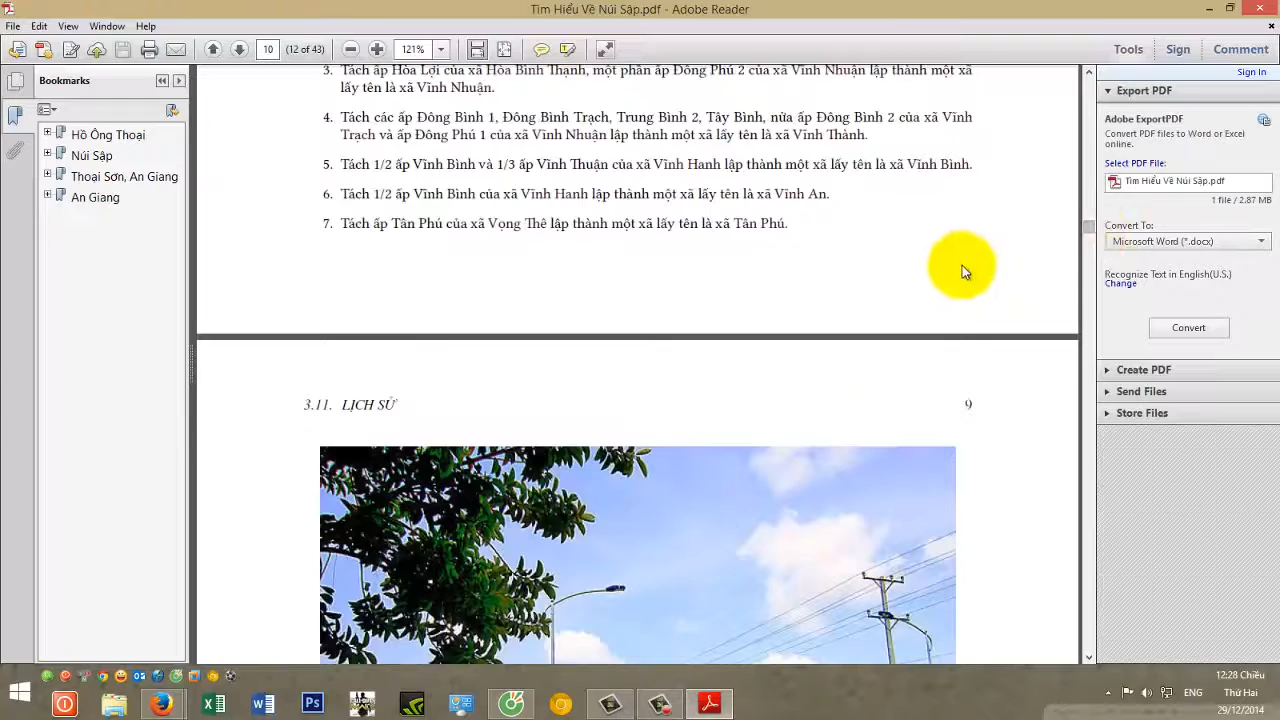 Tìm Hiểu Về Núi Sập.pdf - Adobe Reader
File Edit View Window Help
10 (12 of 43) 121% Tools Sign Comment
Sign In
Bookmarks
Hồ Ông Thoại
Núi Sập
Thoại Sơn, An Giang
An Giang
3. Tách ấp Hòa Lợi của xã Hòa Bình Thạnh, một phần ấp Đông Phú 2 của xã Vĩnh Nhuận lập thành một xã
lấy tên là xã Vĩnh Nhuận.
4. Tách các ấp Đông Bình 1, Đông Bình Trạch, Trung Bình 2, Tây Bình, nửa ấp Đông Bình 2 của xã Vĩnh
Trạch và ấp Đông Phú 1 của xã Vĩnh Nhuận lập thành một xã lấy tên là xã Vĩnh Thành.
5. Tách 1/2 ấp Vĩnh Bình và 1/3 ấp Vĩnh Thuận của xã Vĩnh Hanh lập thành một xã lấy tên là xã Vĩnh Bình.
6. Tách 1/2 ấp Vĩnh Bình của xã Vĩnh Hanh lập thành một xã lấy tên là xã Vĩnh An.
7. Tách ấp Tân Phú của xã Vọng Thê lập thành một xã lấy tên là xã Tân Phú.
3.11. LỊCH SỬ 9
Export PDF
Adobe ExportPDF
Convert PDF files to Word or Excel
online.
Select PDF File:
Tìm Hiểu Về Núi Sập.pdf
1 file / 2.87 MB
Convert To:
Microsoft Word (*.docx)
Recognize Text in English(U.S.)
Change
Convert
Create PDF
Send Files
Store Files
ENG
12:28 Chiều
Thứ Hai
29/12/2014